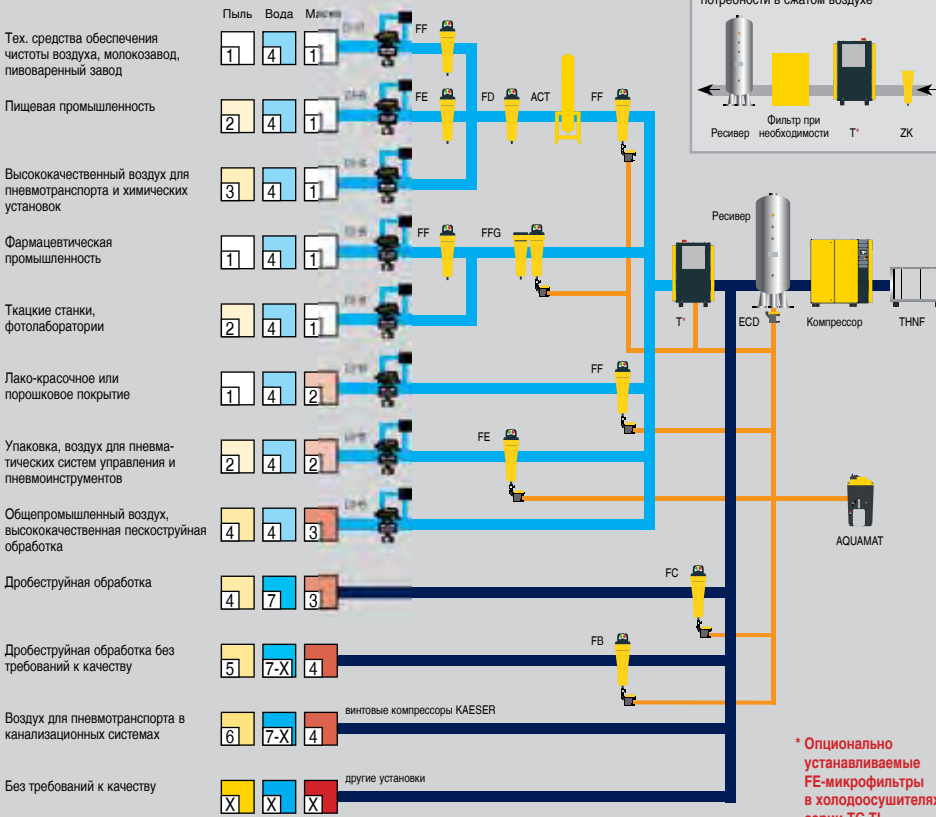 потребности в сжатом воздухе
Ресивер
Фильтр при
необходимости
T*
ZK
Пыль Вода Масло
Тех. средства обеспечения
чистоты воздуха, молокозавод,
пивоваренный завод
1 4 1
FF
Пищевая промышленность
2 4 1
FE FD ACT FF
Высококачественный воздух для
пневмотранспорта и химических
установок
3 4 1
Фармацевтическая
промышленность
1 4 1
FF FFG
Ресивер
Ткацкие станки,
фотолаборатории
2 4 1
T* ECD Компрессор THNF
Лако-красочное или
порошковое покрытие
1 4 2
FF
Упаковка, воздух для пневма-
тических систем управления и
пневмоинструментов
2 4 2
FE
Общепромышленный воздух,
высококачественная пескоструйная
обработка
4 4 3
AQUAMAT
Дробеструйная обработка
4 7 3
FC
Дробеструйная обработка без
требований к качеству
5 7-X 4
FB
Воздух для пневмотранспорта в
канализационных системах
6 7-X 4
винтовые компрессоры KAESER
Без требований к качеству
X X X
другие установки
* Опционально
устанавливаемые
FE-микрофильтры
в холодоосушителях